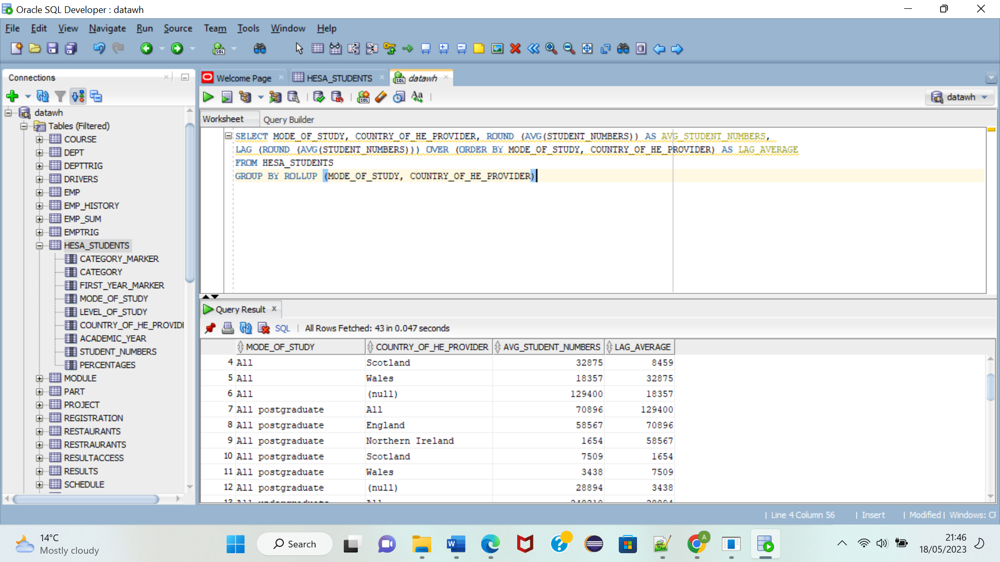 Oracle SQL Developer : datawh
File Edit View Navigate Run Source Team Tools Window Help
Connections
Welcome Page
HESA_STUDENTS
datawh
datawh
datawh
Tables (Filtered)
COURSE
DEPT
DEPTTRIG
DRIVERS
EMP
EMP_HISTORY
EMP_SUM
EMPTRIG
HESA_STUDENTS
CATEGORY_MARKER
CATEGORY
FIRST_YEAR_MARKER
MODE_OF_STUDY
LEVEL_OF_STUDY
COUNTRY_OF_HE_PROVIDE
ACADEMIC_YEAR
STUDENT_NUMBERS
PERCENTAGES
MODULE
PART
PROJECT
REGISTRATION
RESTAURANTS
RESTRAURANTS
RESULTACCESS
RESULTS
SCHEDULE
Worksheet Query Builder
SELECT MODE_OF_STUDY, COUNTRY_OF_HE_PROVIDER, ROUND (AVG(STUDENT_NUMBERS)) AS AVG_STUDENT_NUMBERS,
LAG (ROUND (AVG(STUDENT_NUMBERS))) OVER (ORDER BY MODE_OF_STUDY, COUNTRY_OF_HE_PROVIDER) AS LAG_AVERAGE
FROM HESA_STUDENTS
GROUP BY ROLLUP (MODE_OF_STUDY, COUNTRY_OF_HE_PROVIDER)
Query Result
SQL | All Rows Fetched: 43 in 0.047 seconds
MODE_OF_STUDY COUNTRY_OF_HE_PROVIDER AVG_STUDENT_NUMBERS LAG_AVERAGE
4 All Scotland 32875 8459
5 All Wales 18357 32875
6 All (null) 129400 18357
7 All postgraduate All 70896 129400
8 All postgraduate England 58567 70896
9 All postgraduate Northern Ireland 1654 58567
10 All postgraduate Scotland 7509 1654
11 All postgraduate Wales 3438 7509
12 All postgraduate (null) 28894 3438
| Line 4 Column 56 | Insert | Modified | Windows: CF
14°C
Mostly cloudy
Search
A
21:46
18/05/2023